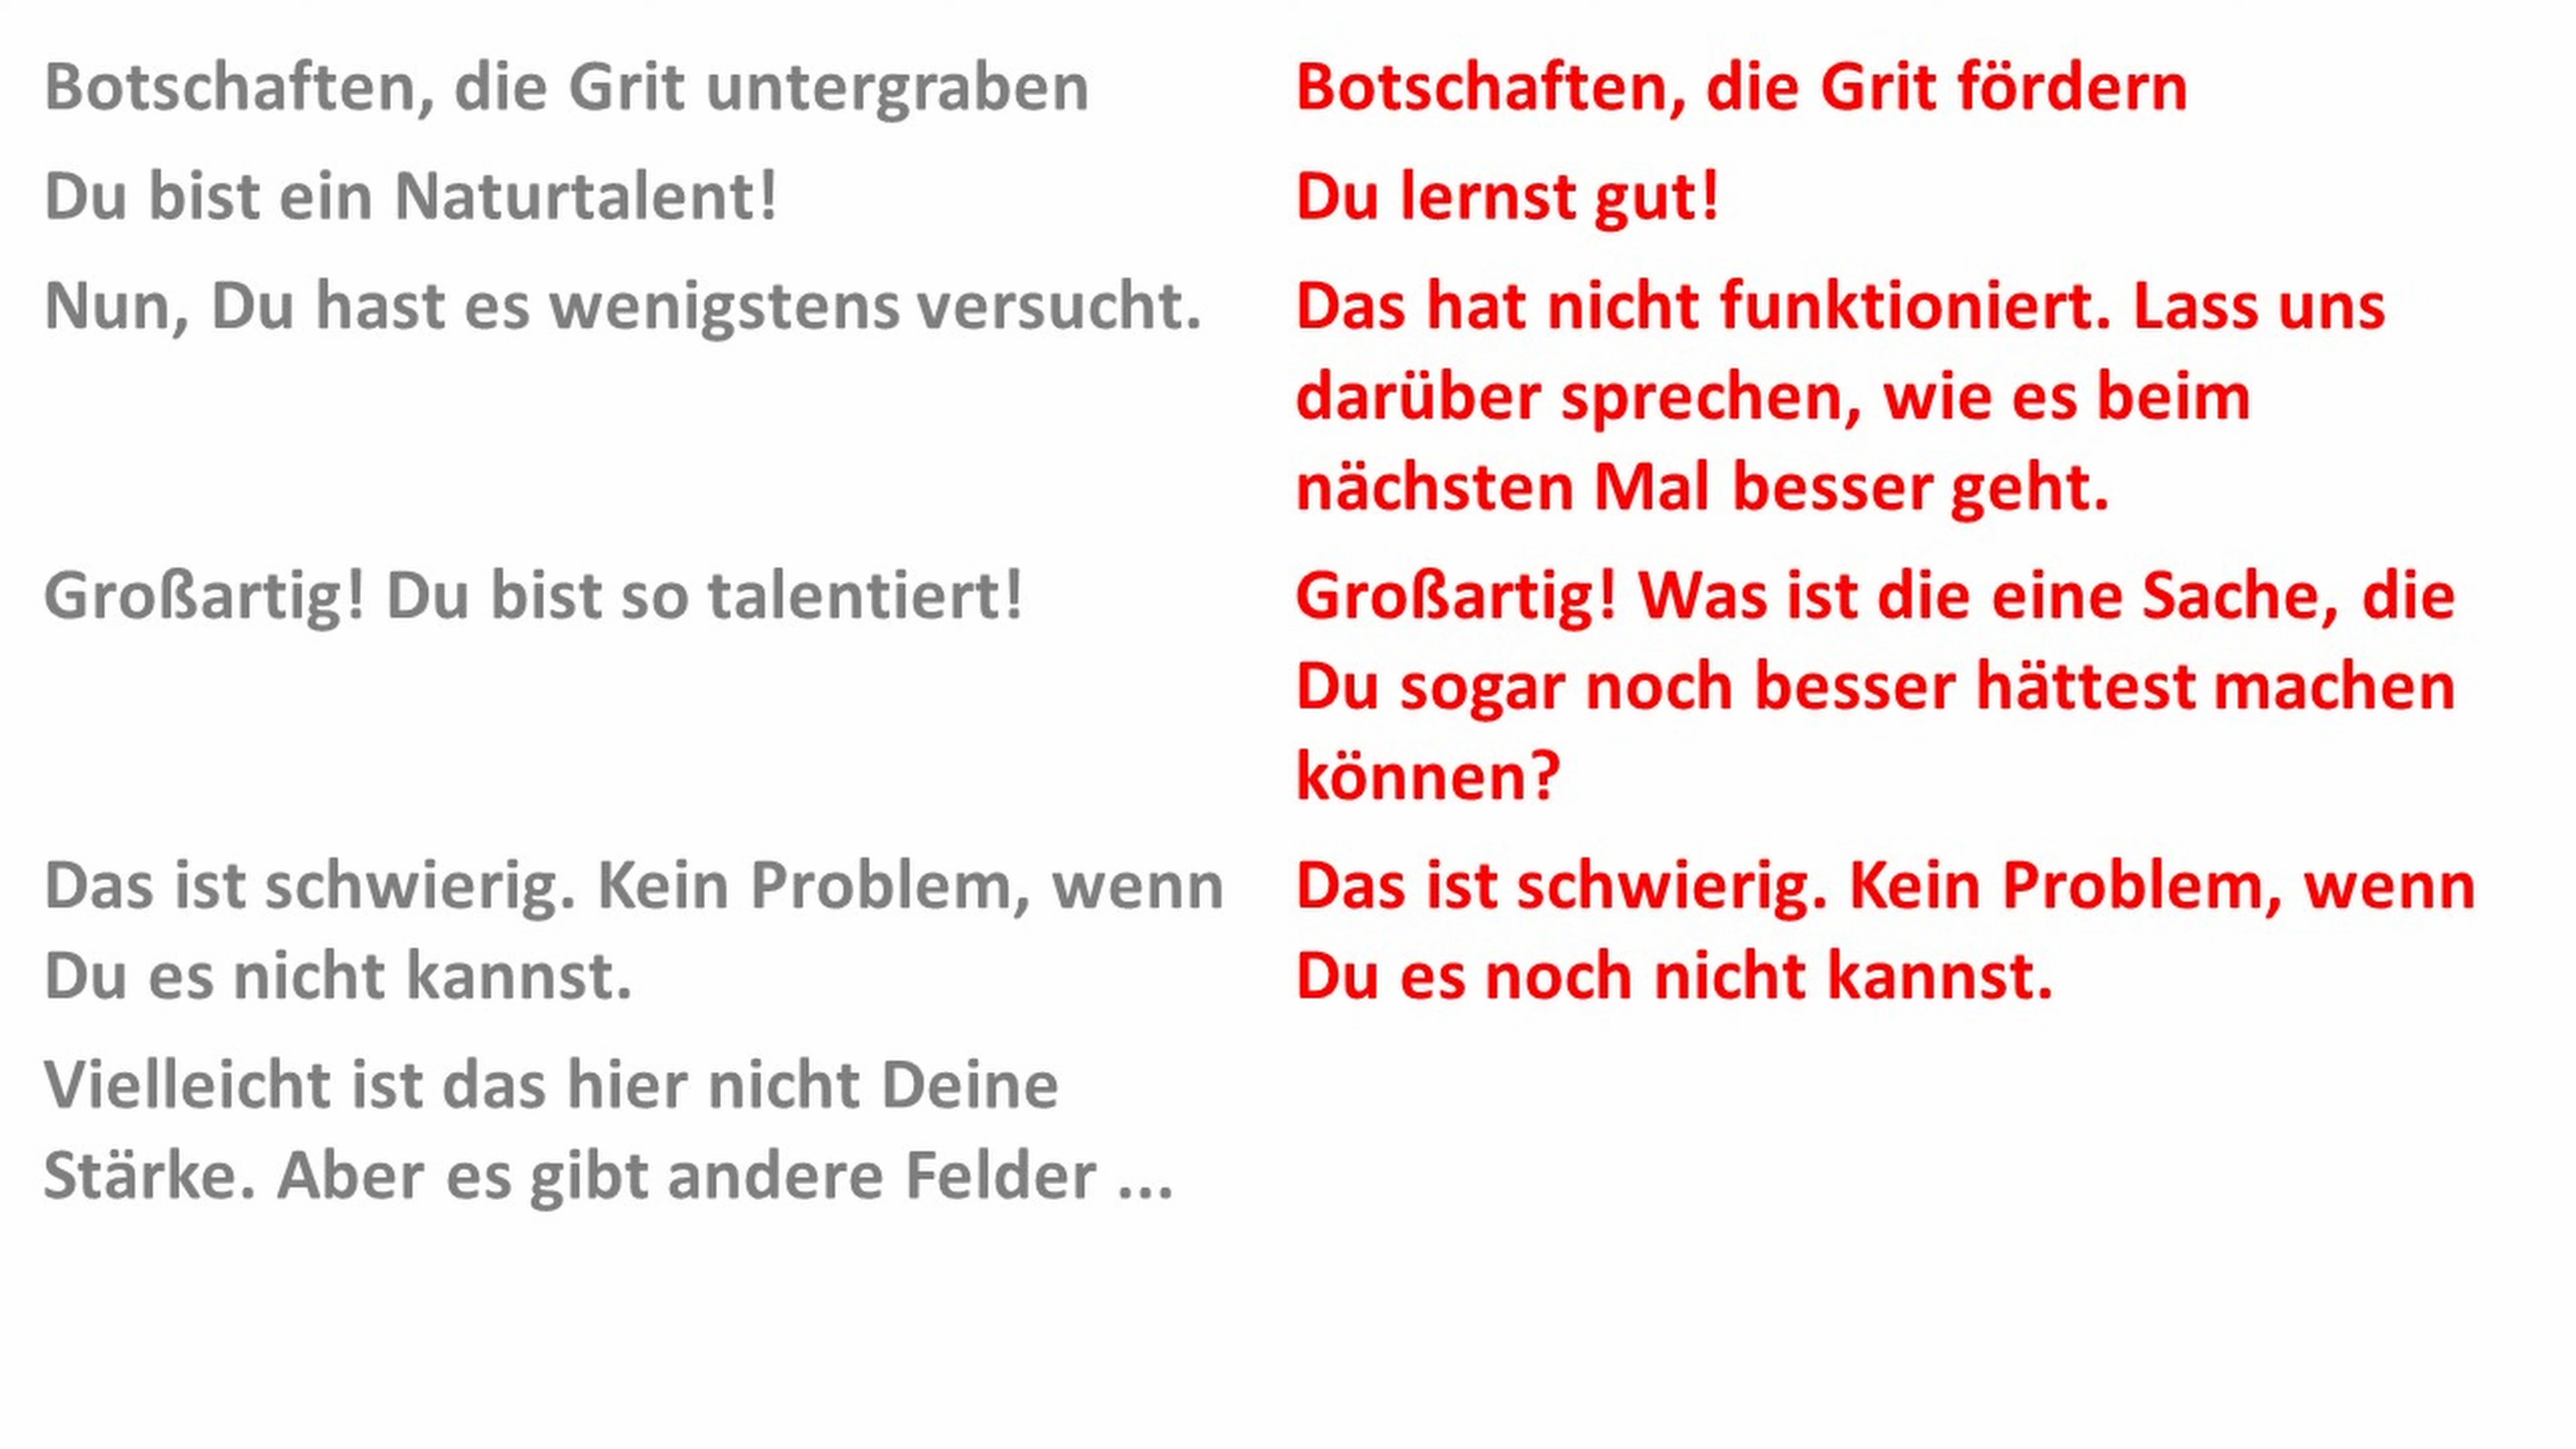 Botschaften, die Grit untergraben
Botschaften, die Grit fördern
Du bist ein Naturtalent!
Du lernst gut!
Nun, Du hast es wenigstens versucht.
Das hat nicht funktioniert. Lass uns
darüber sprechen, wie es beim
nächsten Mal besser geht.
Großartig! Du bist so talentiert!
Großartig! Was ist die eine Sache, die
Du sogar noch besser hättest machen
können?
Das ist schwierig. Kein Problem, wenn
Du es nicht kannst.
Das ist schwierig. Kein Problem, wenn
Du es noch nicht kannst.
Vielleicht ist das hier nicht Deine
Stärke. Aber es gibt andere Felder ...